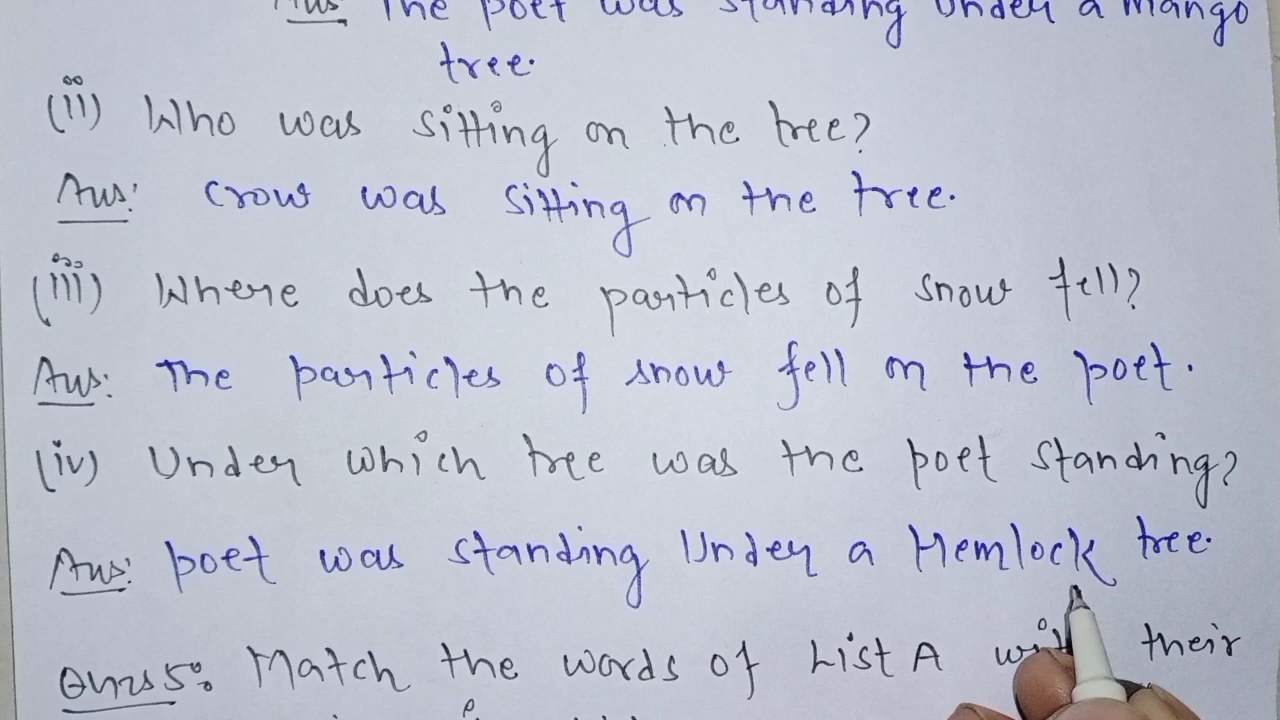 Ans. The poet was standing under a mango
tree.
(ii) Who was sitting on the tree?
Ans: Crow was sitting on the tree.
(iii) Where does the particles of snow fell?
Ans: The particles of snow fell on the poet.
(iv) Under which tree was the poet standing?
Ans: poet was standing Under a Hemlock tree.
Ques 5: Match the words of List A with their